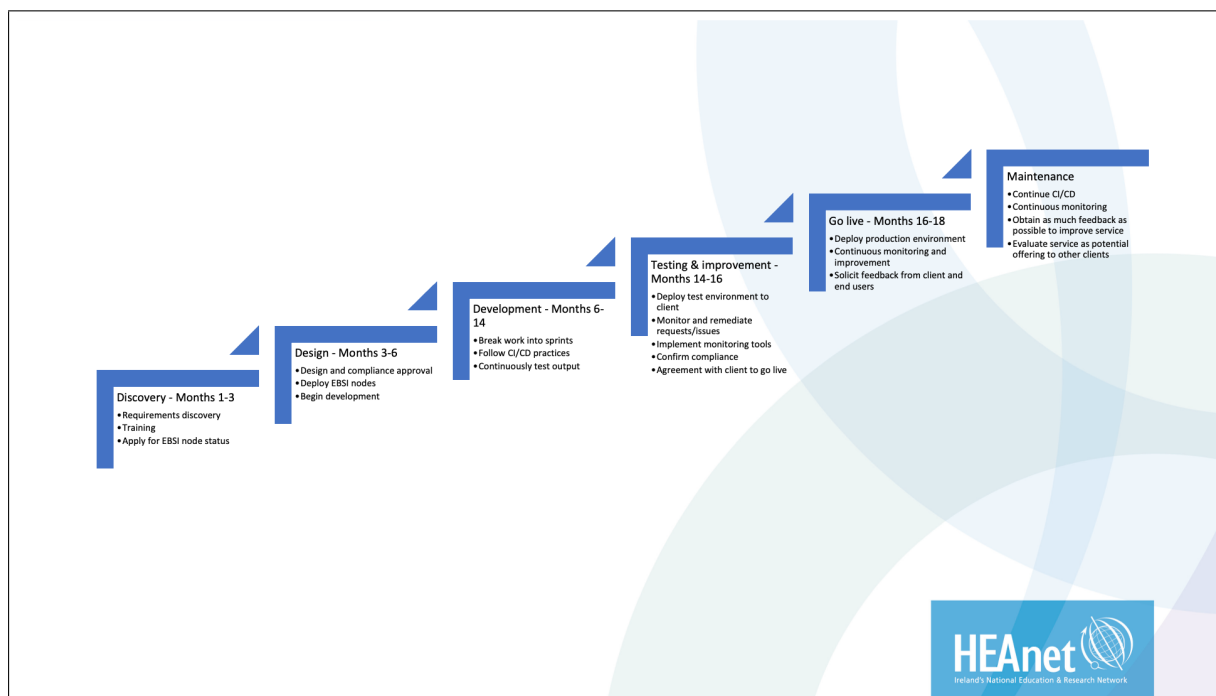 Discovery - Months 1-3
•Requirements discovery
•Training
•Apply for EBSI node status
Design - Months 3-6
•Design and compliance approval
•Deploy EBSI nodes
•Begin development
Development - Months 6-
14
•Break work into sprints
•Follow CI/CD practices
•Continuously test output
Testing & improvement -
Months 14-16
•Deploy test environment to
client
•Monitor and remediate
requests/issues
•Implement monitoring tools
•Confirm compliance
•Agreement with client to go live
Go live - Months 16-18
•Deploy production environment
•Continuous monitoring and
improvement
•Solicit feedback from client and
end users
Maintenance
•Continue CI/CD
•Continuous monitoring
•Obtain as much feedback as
possible to improve service
•Evaluate service as potential
offering to other clients
HEAnet
Ireland's National Education & Research Network